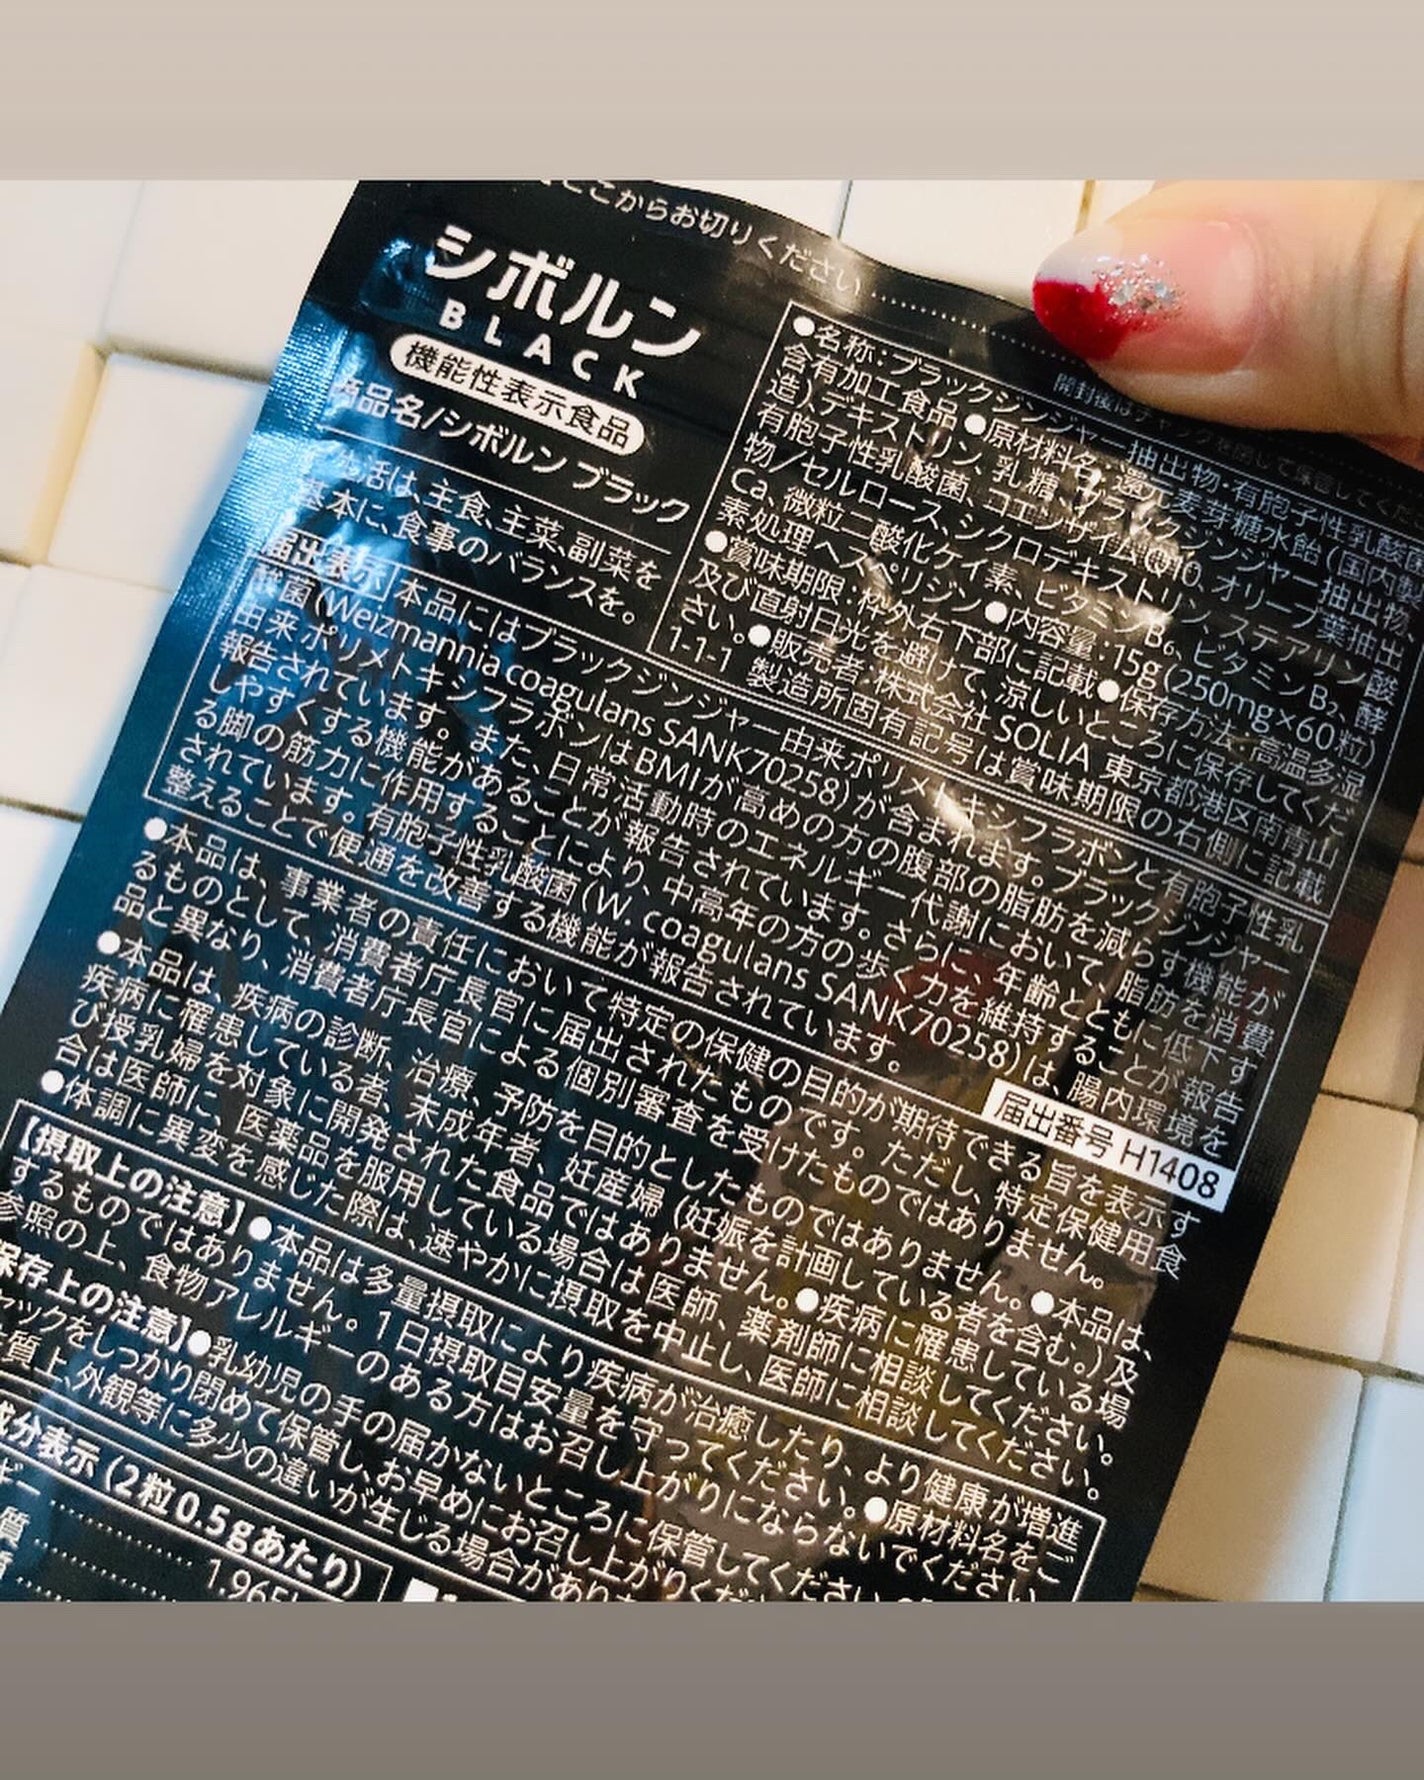 ここからお切りください
シボルン
BLACK
機能性表示食品
商品名/シボルン ブラック
食生活は、主食、主菜、副菜を
基本に、食事のバランスを。
●名称:ブラックジンジャー抽出物・有胞子性乳酸菌
含有加工食品●原材料名:還元麦芽糖水飴(国内製
造)、デキストリン、乳糖、ブラックジンジャー抽出物、
有胞子性乳酸菌、コエンザイムQ10、オリーブ葉抽出
物/セルロース、シクロデキストリン、ステアリン酸
Ca、微粒二酸化ケイ素、ビタミンB₆、ビタミンB₂、酵
素処理ヘスペリジン●内容量:15g(250mg×60粒)
●賞味期限:枠外右下部に記載●保存方法:高温多湿
及び直射日光を避けて、涼しいところに保存してくだ
さい。●販売者:株式会社 SOLIA 東京都港区南青山
1-1-1 製造所固有記号は賞味期限の右側に記載
届出表示 本品にはブラックジンジャー由来ポリメトキシフラボンと有胞子性乳
酸菌(Weizmannia coagulans SANK70258)が含まれます。ブラックジンジャー
由来ポリメトキシフラボンはBMIが高めの方の腹部の脂肪を減らす機能が
報告されています。また、日常活動時のエネルギー代謝において、脂肪を消費
しやすくする機能があることが報告されています。さらに、年齢とともに低下す
る脚の筋力に作用することにより、中高年の方の歩く力を維持することが報告
されています。有胞子性乳酸菌(W. coagulans SANK70258)は、腸内環境を
整えることで便通を改善する機能が報告されています。
届出番号 H1408
●本品は、事業者の責任において特定の保健の目的が期待できる旨を表示す
るものとして、消費者庁長官に届出されたものです。ただし、特定保健用食
品と異なり、消費者庁長官による個別審査を受けたものではありません。
●本品は、疾病の診断、治療、予防を目的としたものではありません。●本品は、
疾病に罹患している者、未成年者、妊産婦(妊娠を計画している者を含む。)及
び授乳婦を対象に開発された食品ではありません。●疾病に罹患している場
合は医師に、医薬品を服用している場合は医師、薬剤師に相談してください。
●体調に異変を感じた際は、速やかに摂取を中止し、医師に相談してください。
【摂取上の注意】●本品は多量摂取により疾病が治癒したり、より健康が増進
するものではありません。1日摂取目安量を守ってください。●原材料名をご
参照の上、食物アレルギーのある方はお召し上がりにならないでください
保存上の注意】●乳幼児の手の届かないところに保管してください
ャックをしっかり閉めて保管し、お早めにお召し上がりくだ
質上、外観等に多少の違いが生じる場合があり
成分表示(2粒0.5gあたり)
1.965